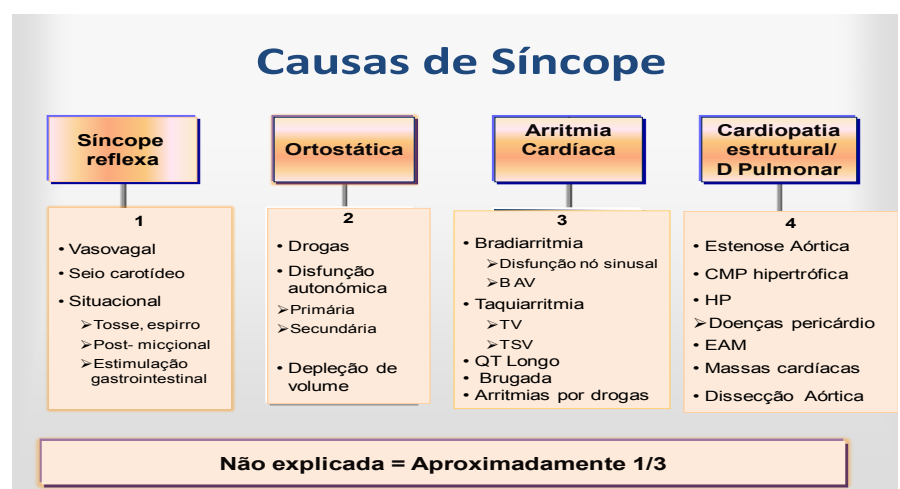 Causas de Síncope
Síncope
reflexa
1
• Vasovagal
• Seio carotídeo
• Situacional
➢Tosse, espirro
➢Post- micçional
➢Estimulação
gastrointestinal
Ortostática
2
• Drogas
• Disfunção
autonómica
➢Primária
➢Secundária
• Depleção de
volume
Arritmia
Cardíaca
3
• Bradiarritmia
➢Disfunção nó sinusal
➢B AV
• Taquiarritmia
➢TV
➢TSV
• QT Longo
• Brugada
• Arritmias por drogas
Cardiopatia
estrutural/
D Pulmonar
4
• Estenose Aórtica
• CMP hipertrófica
• HP
➢Doenças pericárdio
• EAM
• Massas cardíacas
• Dissecção Aórtica
Não explicada = Aproximadamente 1/3